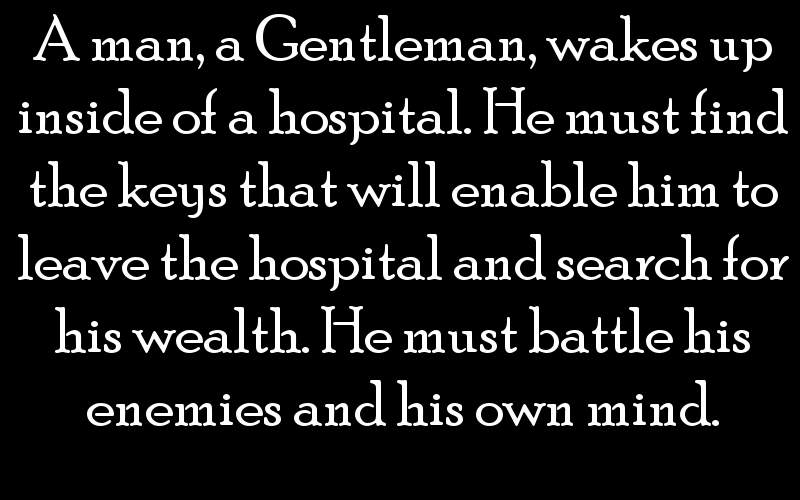 A man, a Gentleman, wakes up
inside of a hospital. He must find
the keys that will enable him to
leave the hospital and search for
his wealth. He must battle his
enemies and his own mind.